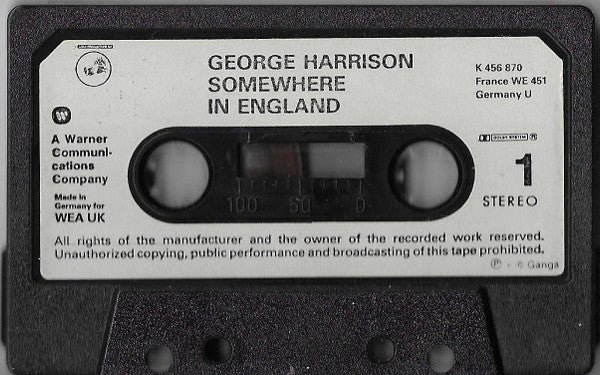 GEORGE HARRISON
SOMEWHERE
IN ENGLAND
K 456 870
France WE 451
Germany U
A Warner
Communi-
cations
Company
Made in
Germany for
WEA UK
DOLBY SYSTEM
1
STEREO
100 50 0
All rights of the manufacturer and the owner of the recorded work reserved.
Unauthorized copying, public performance and broadcasting of this tape prohibited.
℗ + © Ganga